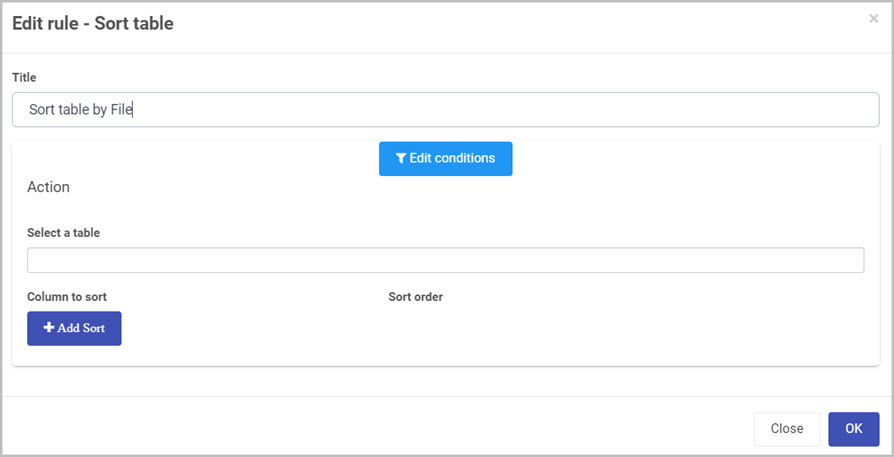 Edit rule - Sort table
×
Title
Sort table by File
Edit conditions
Action
Select a table
Column to sort Sort order
+ Add Sort
Close OK